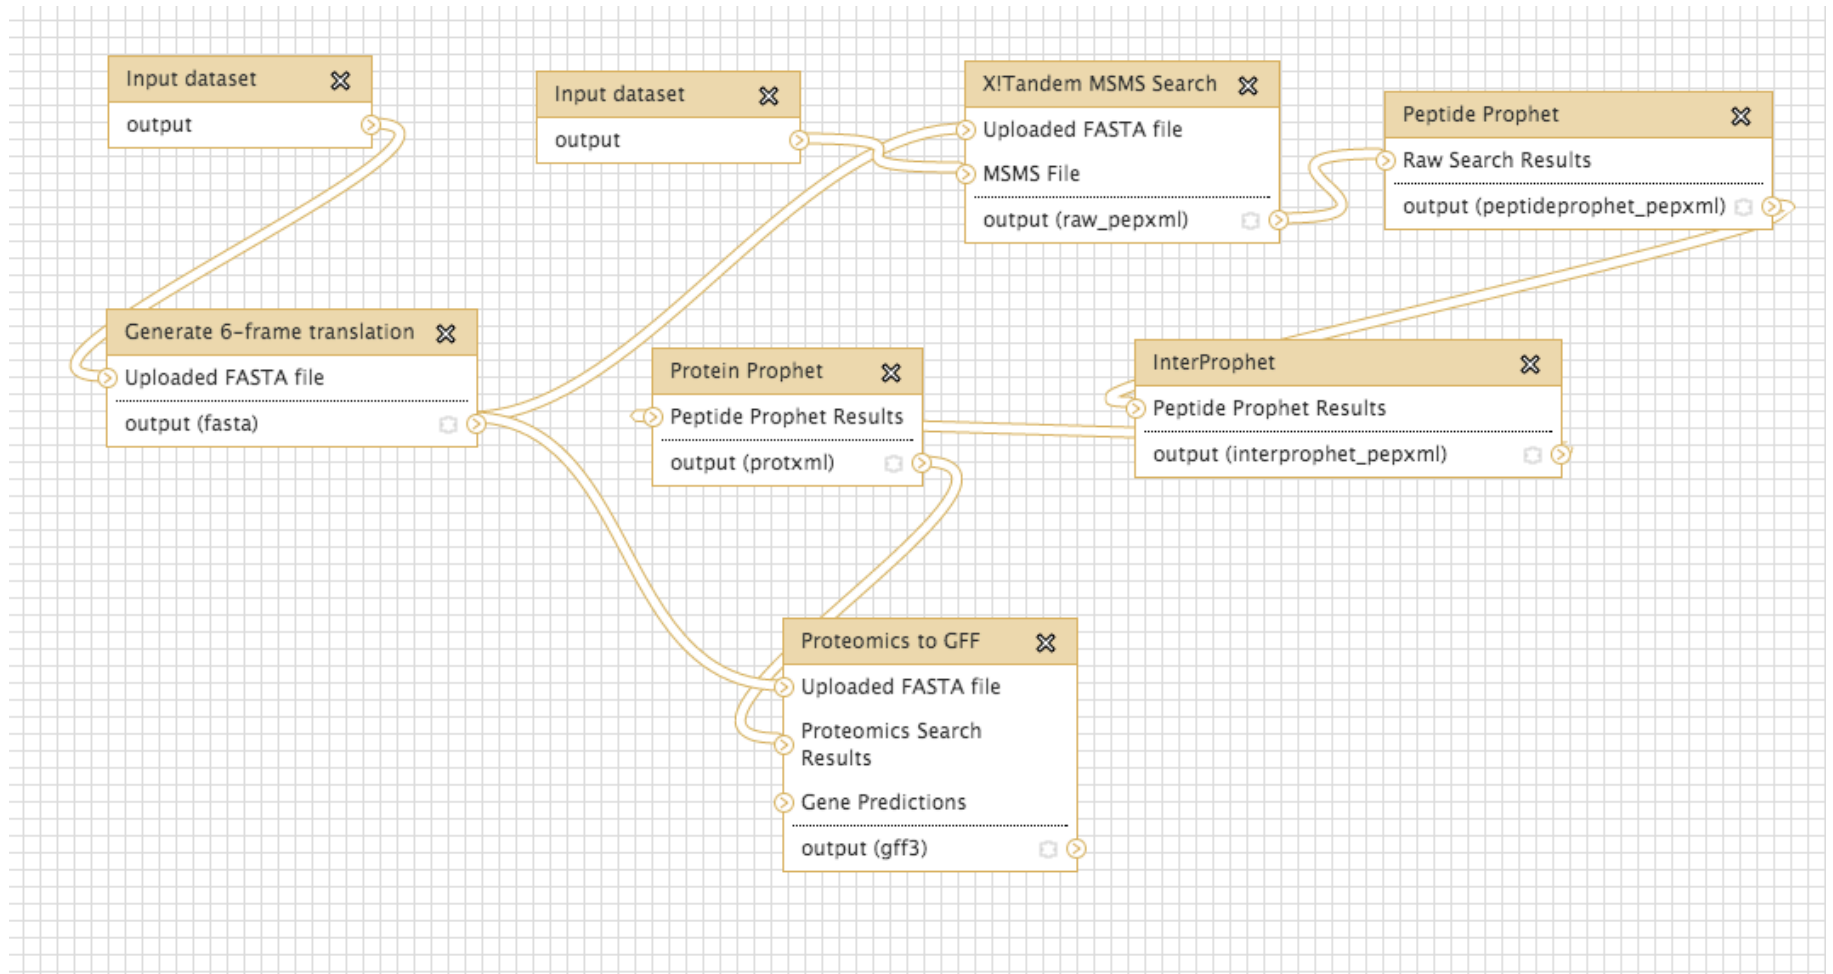 Input dataset
output
Input dataset
output
X!Tandem MSMS Search
Uploaded FASTA file
MSMS File
output (raw_pepxml)
Peptide Prophet
Raw Search Results
output (peptideprophet_pepxml)
Generate 6-frame translation
Uploaded FASTA file
output (fasta)
Protein Prophet
Peptide Prophet Results
output (protxml)
InterProphet
Peptide Prophet Results
output (interprophet_pepxml)
Proteomics to GFF
Uploaded FASTA file
Proteomics Search
Results
Gene Predictions
output (gff3)